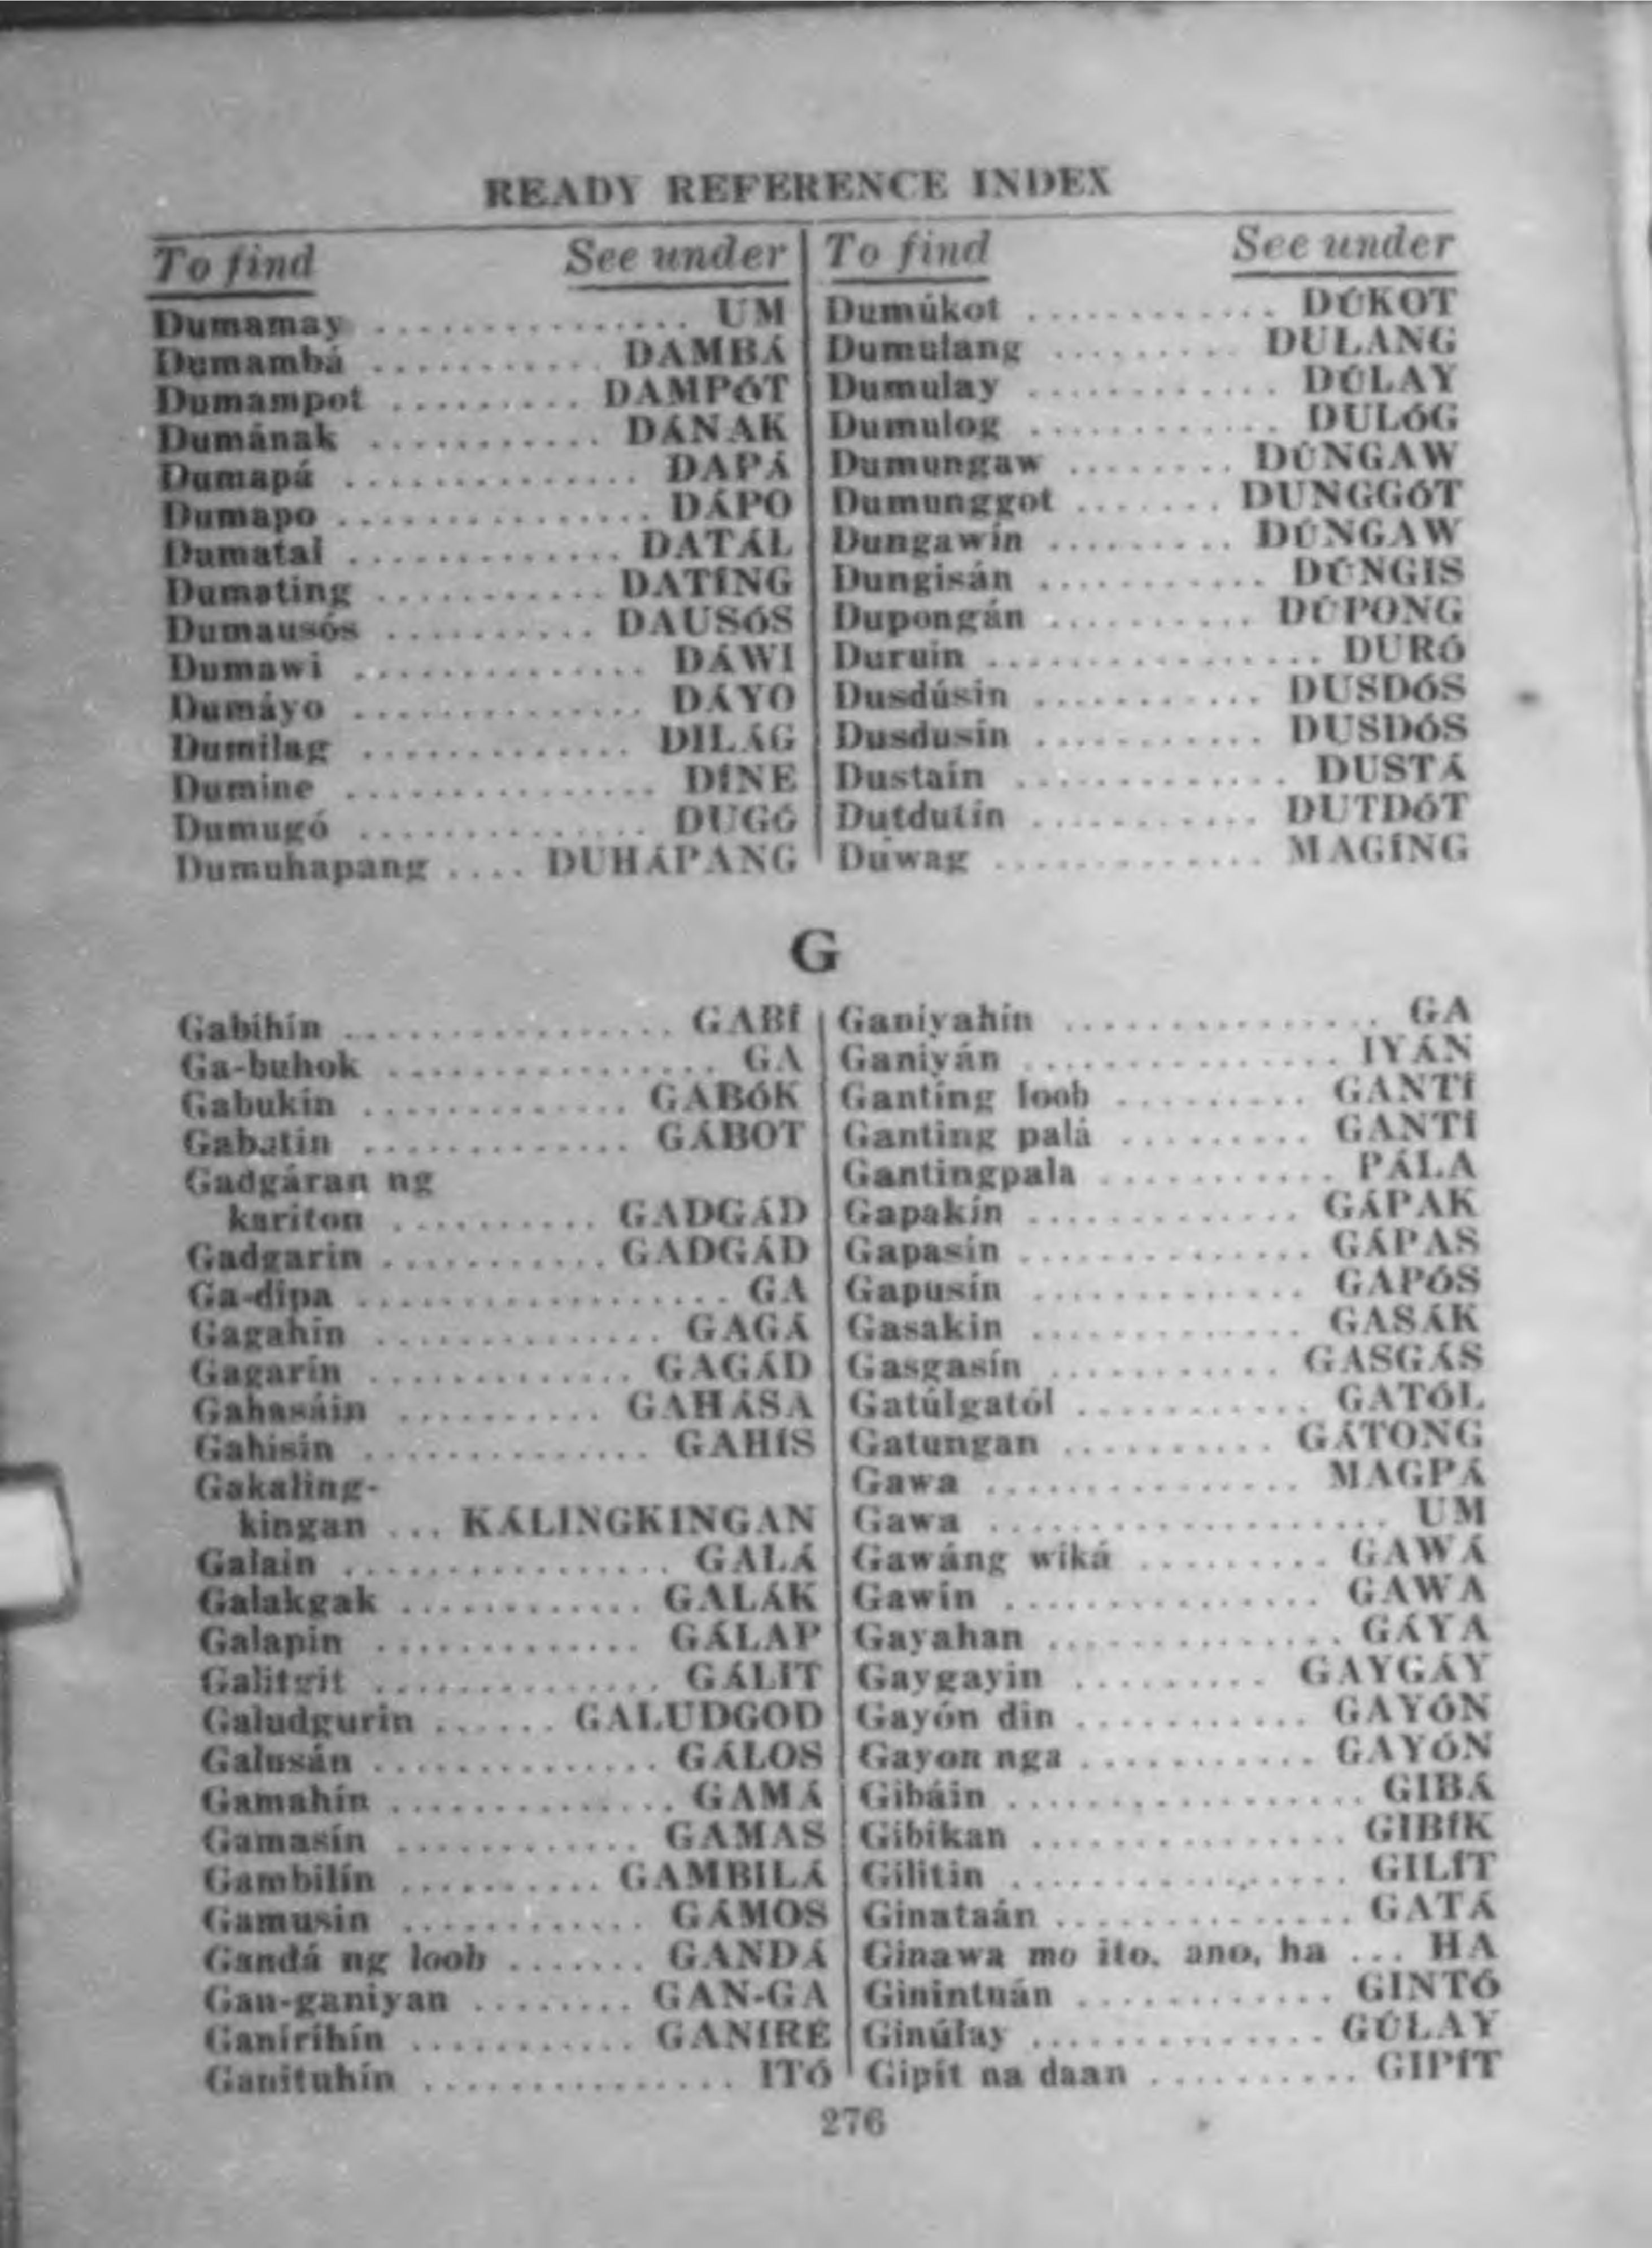 READY REFERENCE INDEX
To find See under
Dumamay ................ UM
Dumambá ............ DAMBÁ
Dumampot .......... DAMPÓT
Dumának ............ DÁNAK
Dumapá ............... DAPÁ
Dumapo ................ DÁPO
Dumatal .............. DATÁL
Dumating ............ DATÍNG
Dumausós ........... DAUSÓS
Dumawi ............... DÁWI
Dumáyo ............... DÁYO
Dumilag .............. DILÁG
Dumine ................ DÍNE
Dumugó ............... DUGÓ
Dumuhapang .... DUHÁPANG
To find See under
Dumúkot ............. DÚKOT
Dumulang .......... DULANG
Dumulay ............. DÚLAY
Dumulog ............. DULÓG
Dumungaw ......... DÚNGAW
Dumunggot ....... DUNGGÓT
Dungawín .......... DÚNGAW
Dungisán ............ DÚNGIS
Dupongán ........... DÚPONG
Duruin ................. DURÓ
Dusdúsin ............ DUSDÓS
Dusdusín ............ DUSDÓS
Dustaín .............. DUSTÁ
Dutdutín ............ DUTDÓT
Duwag .............. MAGÍNG
G
Gabihín ................. GABÍ
Ga-buhok ................. GA
Gabukín .............. GABÓK
Gabutin .............. GÁBOT
Gadgáran ng
kariton ........... GADGÁD
Gadgarin ............ GADGÁD
Ga-dipa ................... GA
Gagahín ............... GAGÁ
Gagarín .............. GAGÁD
Gahasáin .......... GAHÁSA
Gahisin ............... GAHÍS
Gakaling-
kingan ... KÁLINGKINGAN
Galain ................. GALÁ
Galakgak ............. GALÁK
Galapin .............. GÁLAP
Galitgit ............... GÁLIT
Galudgurin ...... GALUDGOD
Galusán ............... GÁLOS
Gamahín ............... GAMÁ
Gamasín ............. GAMAS
Gambilín .......... GAMBILÁ
Gamusin ............. GÁMOS
Gandá ng loob ....... GANDÁ
Gan-ganiyan ........ GAN-GA
Ganiríhín ............ GANÍRE
Ganituhín ................ ITÓ
Ganiyahín ................ GA
Ganiyán ................ IYÁN
Gantíng loob .......... GANTÍ
Ganting palá .......... GANTÍ
Gantingpala ............ PÁLA
Gapakín .............. GÁPAK
Gapasín ............... GÁPAS
Gapusín .............. GAPÓS
Gasakin .............. GASÁK
Gasgasín ............ GASGÁS
Gatúlgatól ............ GATÓL
Gatungan ........... GÁTONG
Gawa ................ MAGPÁ
Gawa .................... UM
Gawáng wiká .......... GAWÁ
Gawín ................ GAWA
Gayahan ............... GÁYA
Gaygayin .......... GAYGÁY
Gayón din ............ GAYÓN
Gayon nga ............ GAYÓN
Gibáin .................. GIBÁ
Gibikan ................ GIBÍK
Gilitin ................. GILÍT
Ginataán ............... GATÁ
Ginawa mo ito, ano, ha ... HA
Ginintuán ............. GINTÓ
Ginúlay ............... GÚLAY
Gipít na daan ........... GIPÍT
276